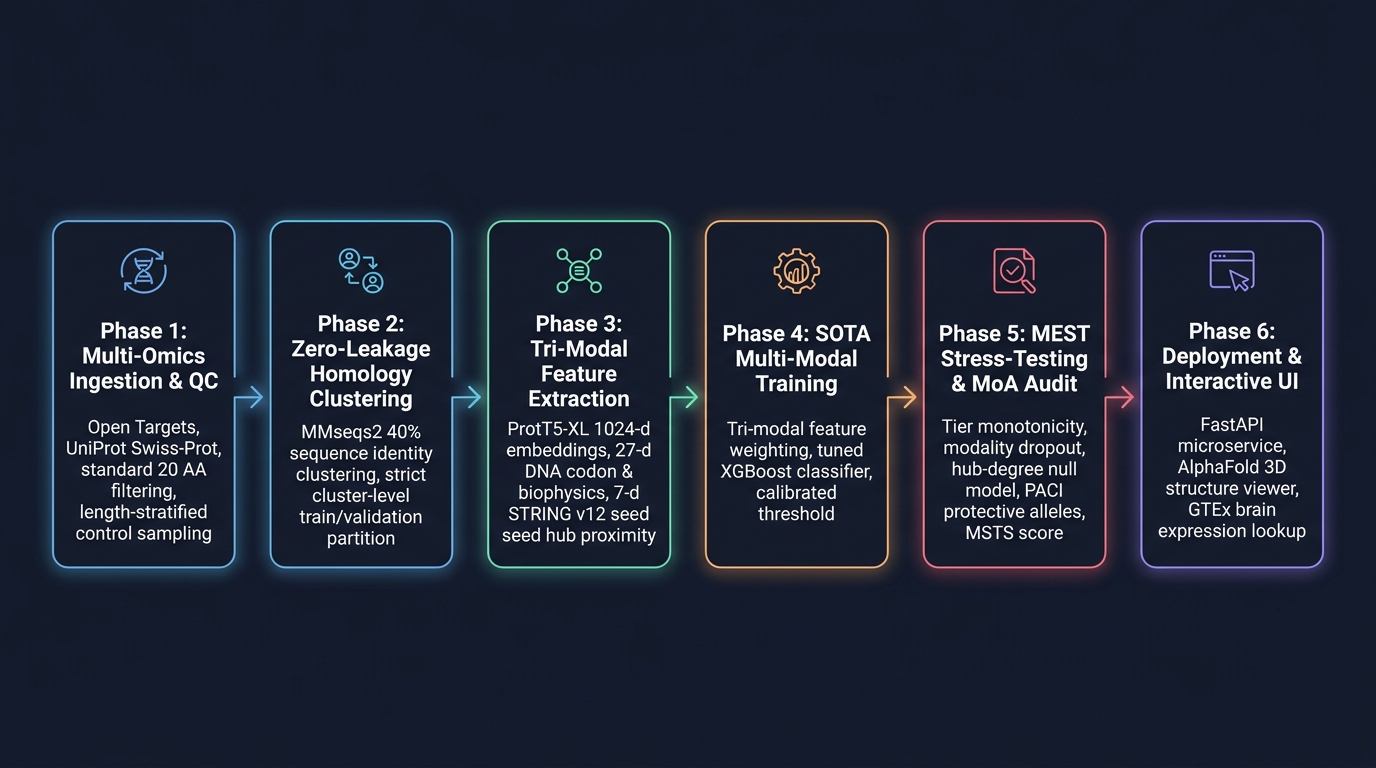 Phase 1:
Multi-Omics
Ingestion & QC
Open Targets,
UniProt Swiss-Prot,
standard 20 AA
filtering,
length-stratified
control sampling
Phase 2:
Zero-Leakage
Homology
Clustering
MMseqs2 40%
sequence identity
clustering, strict
cluster-level
train/validation
partition
Phase 3:
Tri-Modal
Feature
Extraction
ProtT5-XL 1024-d
embeddings, 27-d
DNA codon &
biophysics, 7-d
STRING v12 seed
seed hub proximity
Phase 4: SOTA
Multi-Modal
Training
Tri-modal feature
weighting, tuned
XGBoost classifier,
calibrated
threshold
Phase 5: MEST
Stress-Testing
& MoA Audit
Tier monotonicity,
modality dropout,
hub-degree null
model, PACI
protective alleles,
MSTS score
Phase 6:
Deployment &
Interactive UI
FastAPI
microservice,
AlphaFold 3D
structure viewer,
GTEx brain
expression lookup